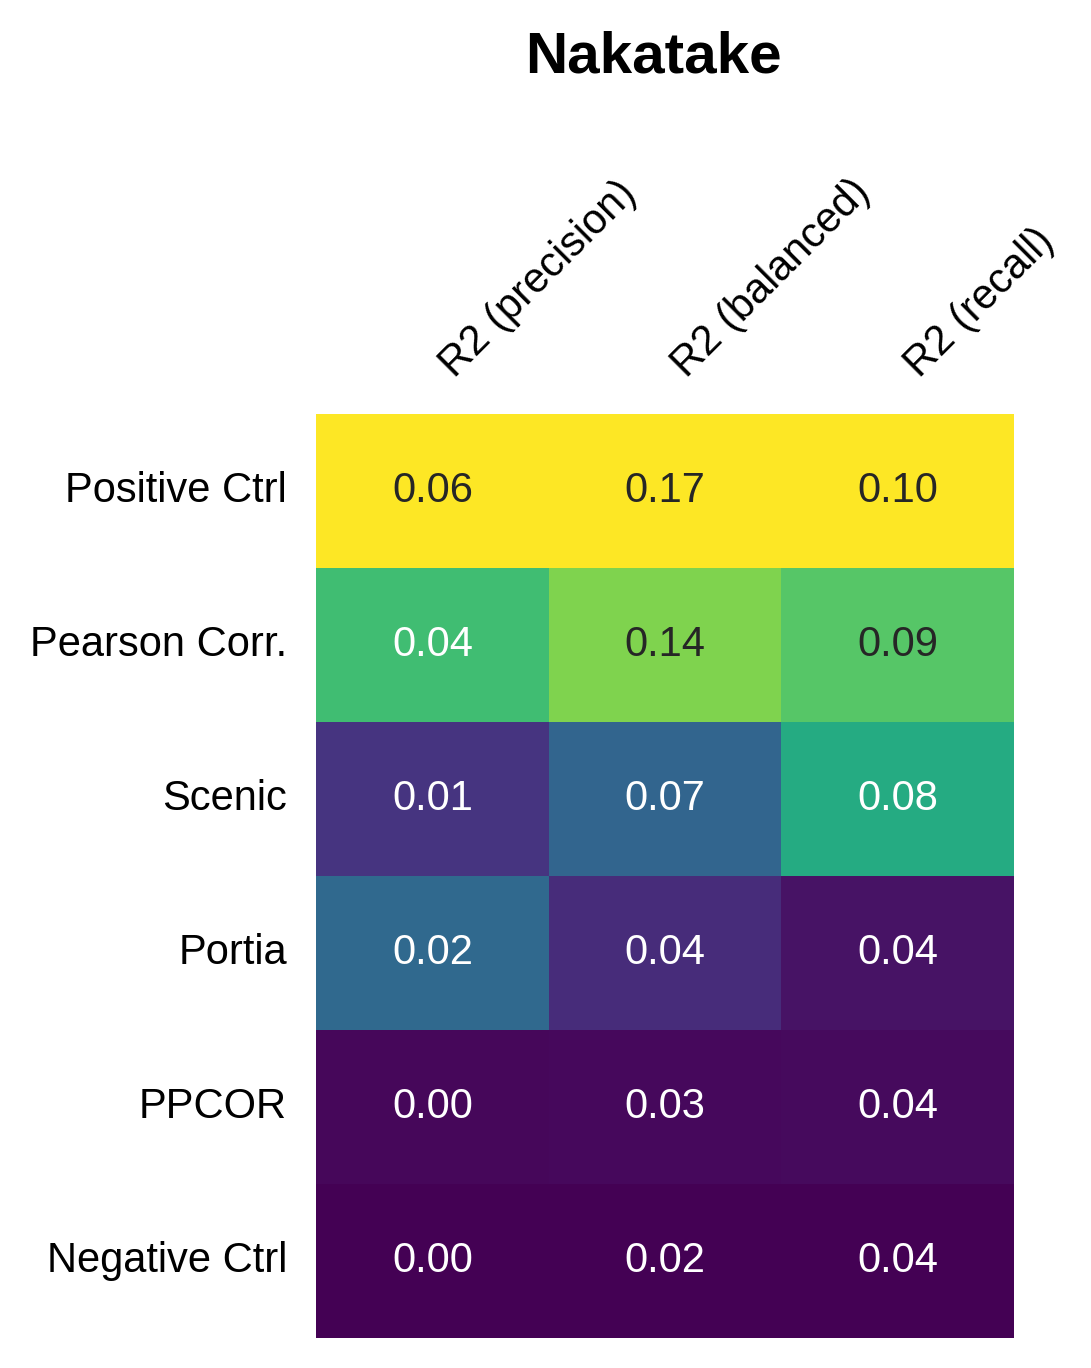 Nakatake
R2 (precision) R2 (balanced) R2 (recall)
Positive Ctrl 0.06 0.17 0.10
Pearson Corr. 0.04 0.14 0.09
Scenic 0.01 0.07 0.08
Portia 0.02 0.04 0.04
PPCOR 0.00 0.03 0.04
Negative Ctrl 0.00 0.02 0.04